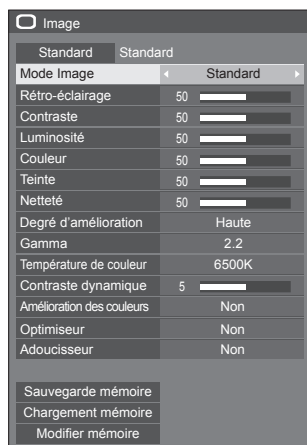 Image
Standard Standard
Mode Image Standard
Rétro-éclairage 50
Contraste 50
Luminosité 50
Couleur 50
Teinte 50
Netteté 50
Degré d'amélioration Haute
Gamma 2.2
Température de couleur 6500K
Contraste dynamique 5
Amélioration des couleurs Non
Optimiseur Non
Adoucisseur Non
Sauvegarde mémoire
Chargement mémoire
Modifier mémoire